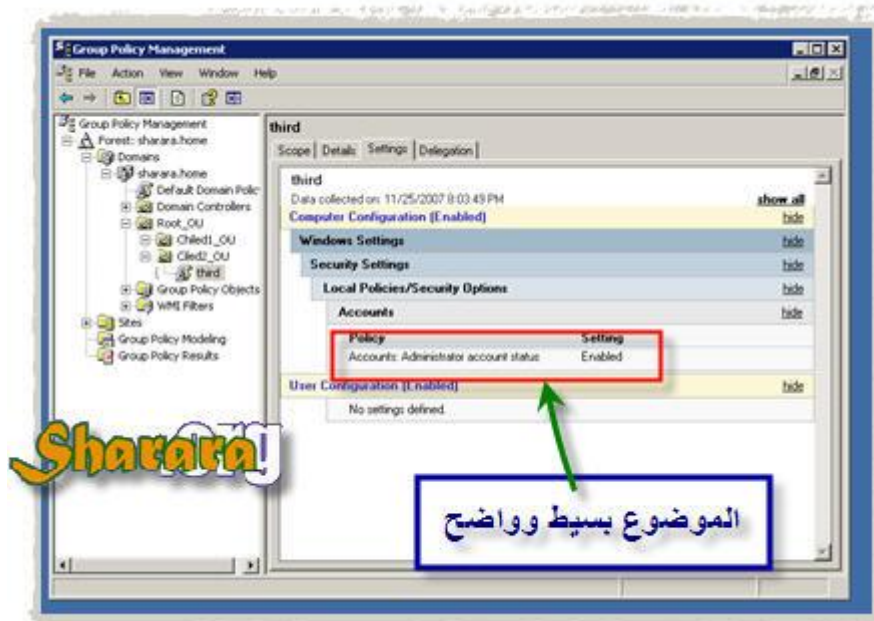 Group Policy Management
File Action View Window Help
Group Policy Management
Forest: sharara.home
Domains
sharara.home
Default Domain Polic
Domain Controllers
Root_OU
Chiled1_OU
Ciled2_OU
third
Group Policy Objects
WMI Filters
Sites
Group Policy Modeling
Group Policy Results
third
Scope Details Settings Delegation
third
Data collected on: 11/25/2007 8:03:49 PM show all
Computer Configuration (Enabled) hide
Windows Settings hide
Security Settings hide
Local Policies/Security Options hide
Accounts hide
Policy Setting
Accounts: Administrator account status Enabled
User Configuration (Enabled) hide
No settings defined.
Sharara.org
الموضوع بسيط وواضح